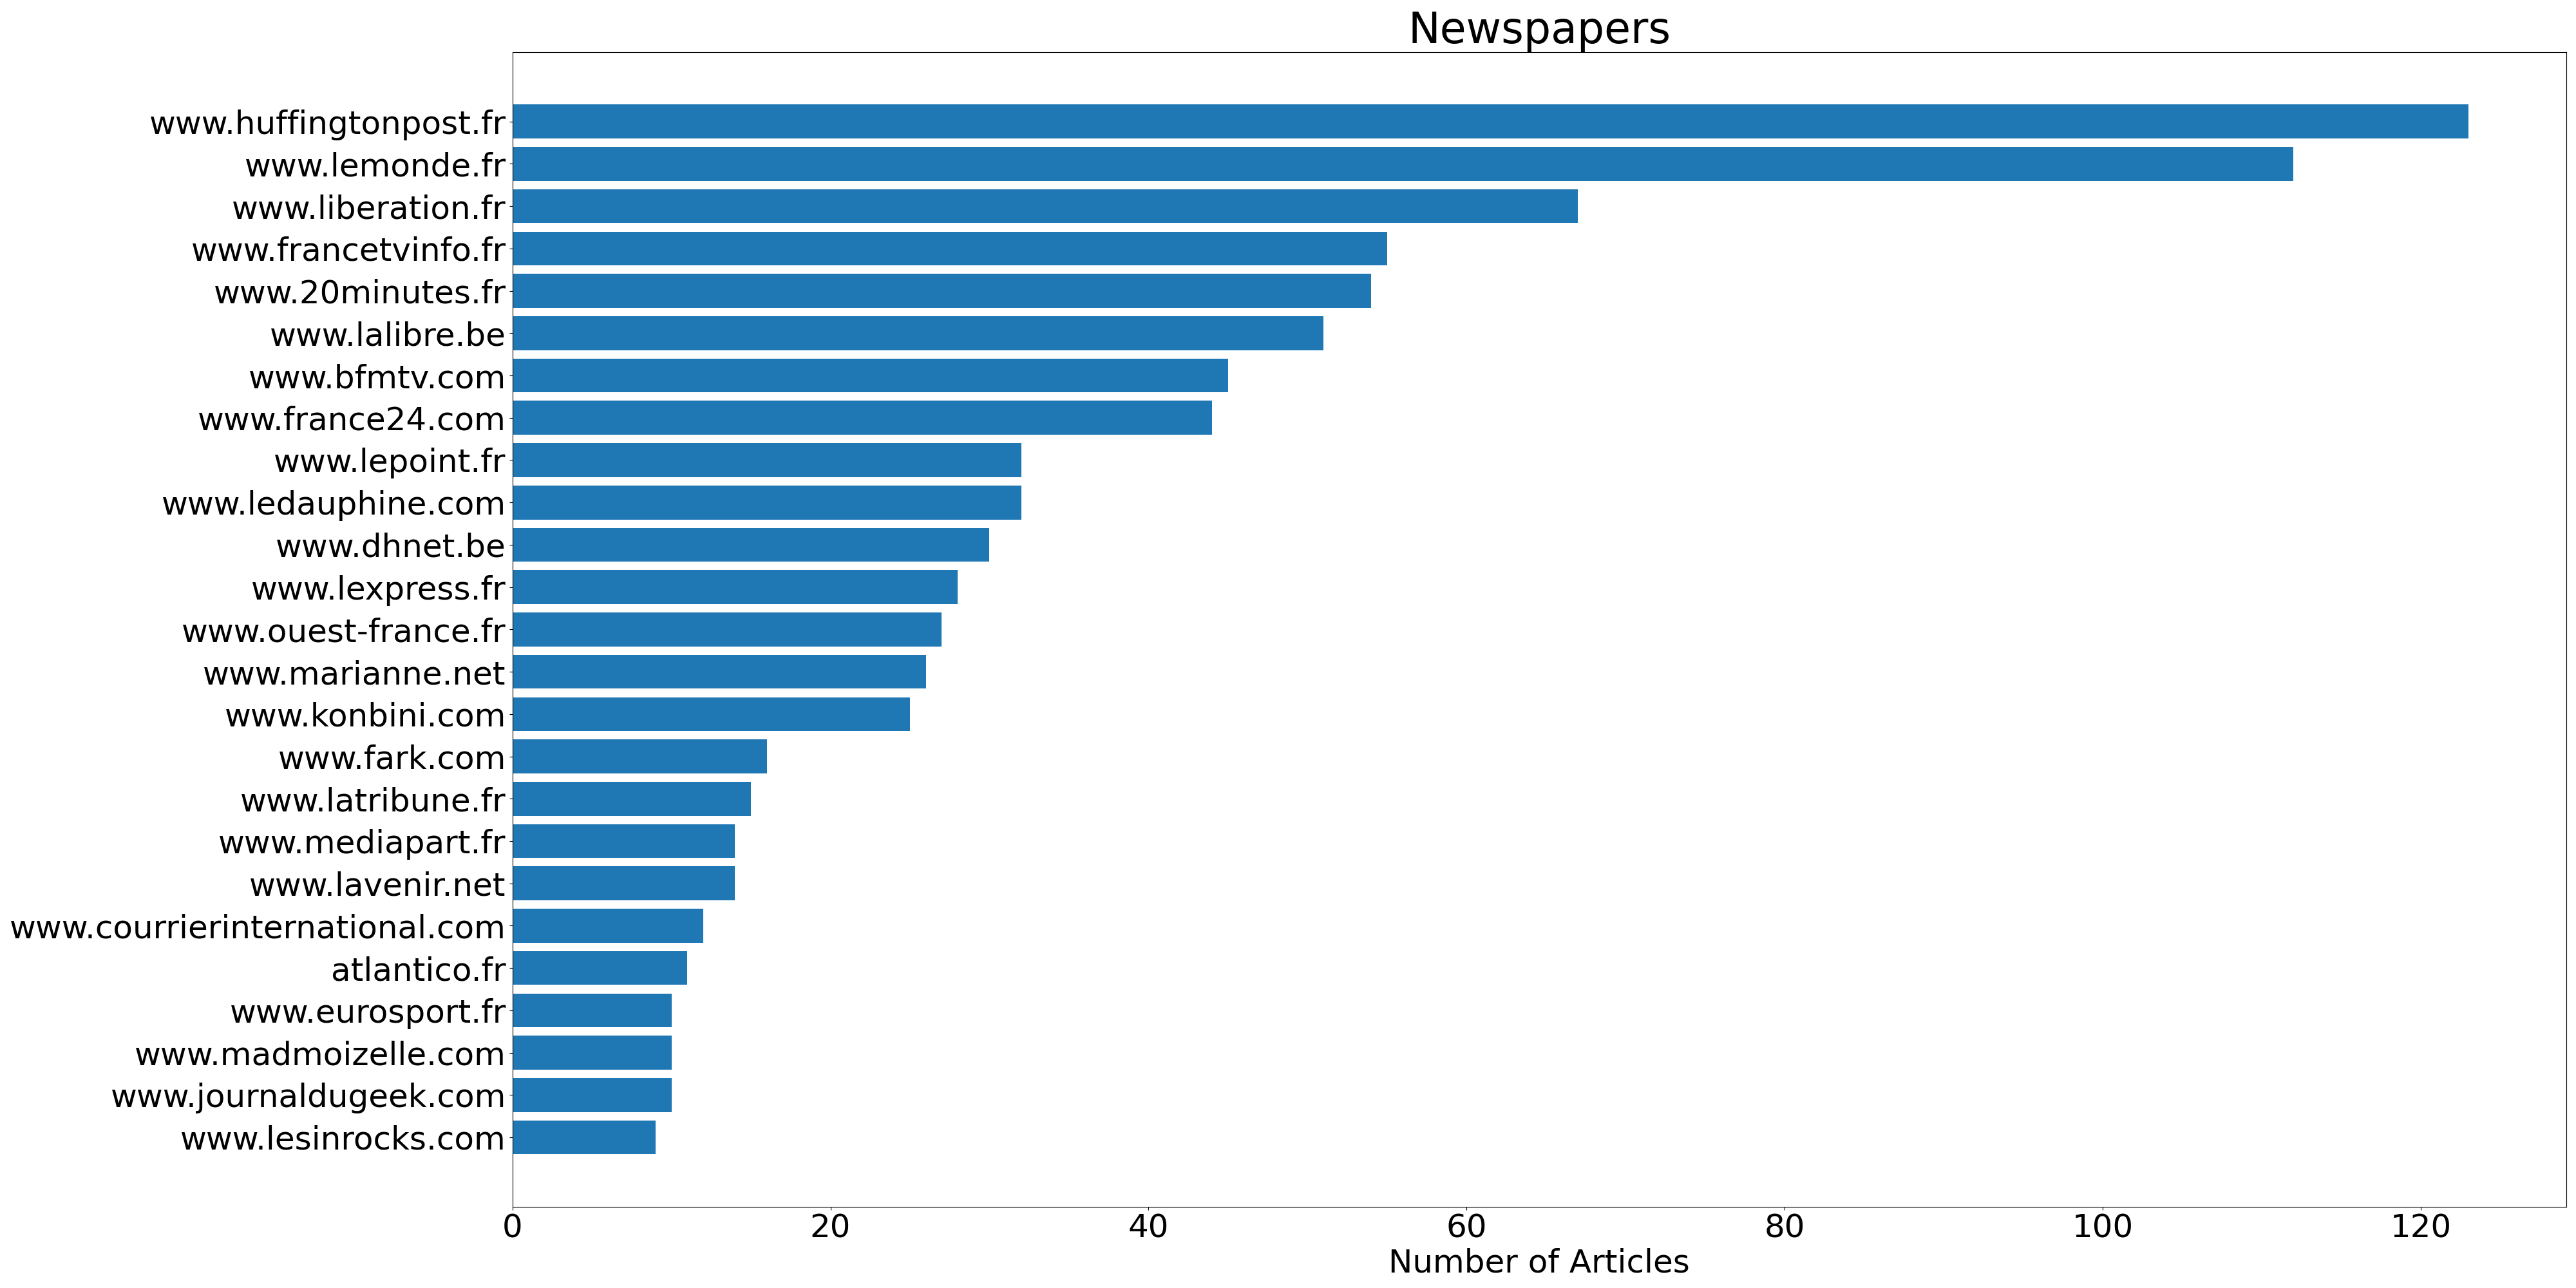 Newspapers
www.huffingtonpost.fr
www.lemonde.fr
www.liberation.fr
www.francetvinfo.fr
www.20minutes.fr
www.lalibre.be
www.bfmtv.com
www.france24.com
www.lepoint.fr
www.ledauphine.com
www.dhnet.be
www.lexpress.fr
www.ouest-france.fr
www.marianne.net
www.konbini.com
www.fark.com
www.latribune.fr
www.mediapart.fr
www.lavenir.net
www.courrierinternational.com
atlantico.fr
www.eurosport.fr
www.madmoizelle.com
www.journaldugeek.com
www.lesinrocks.com
0 20 40 60 80 100 120
Number of Articles